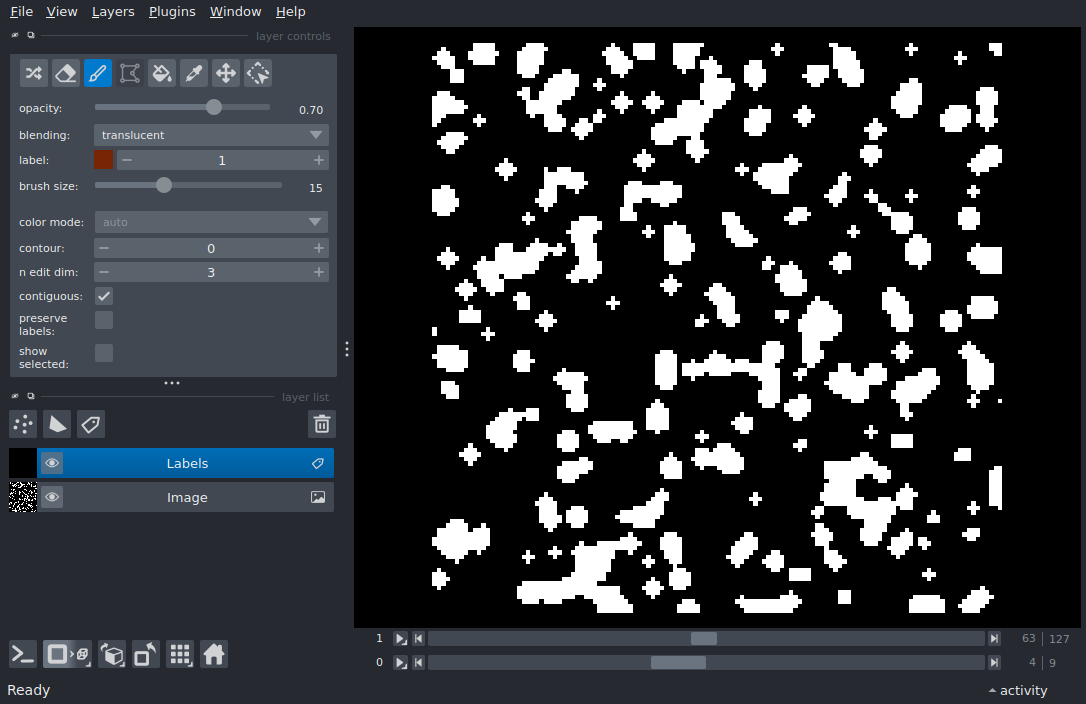 File View Layers Plugins Window Help
layer controls
opacity: 0.70
blending: translucent
label: 1
brush size: 15
color mode: auto
contour: 0
n edit dim: 3
contiguous:
preserve
labels:
show
selected:
layer list
Labels
Image
1 63 127
0 4 9
Ready activity